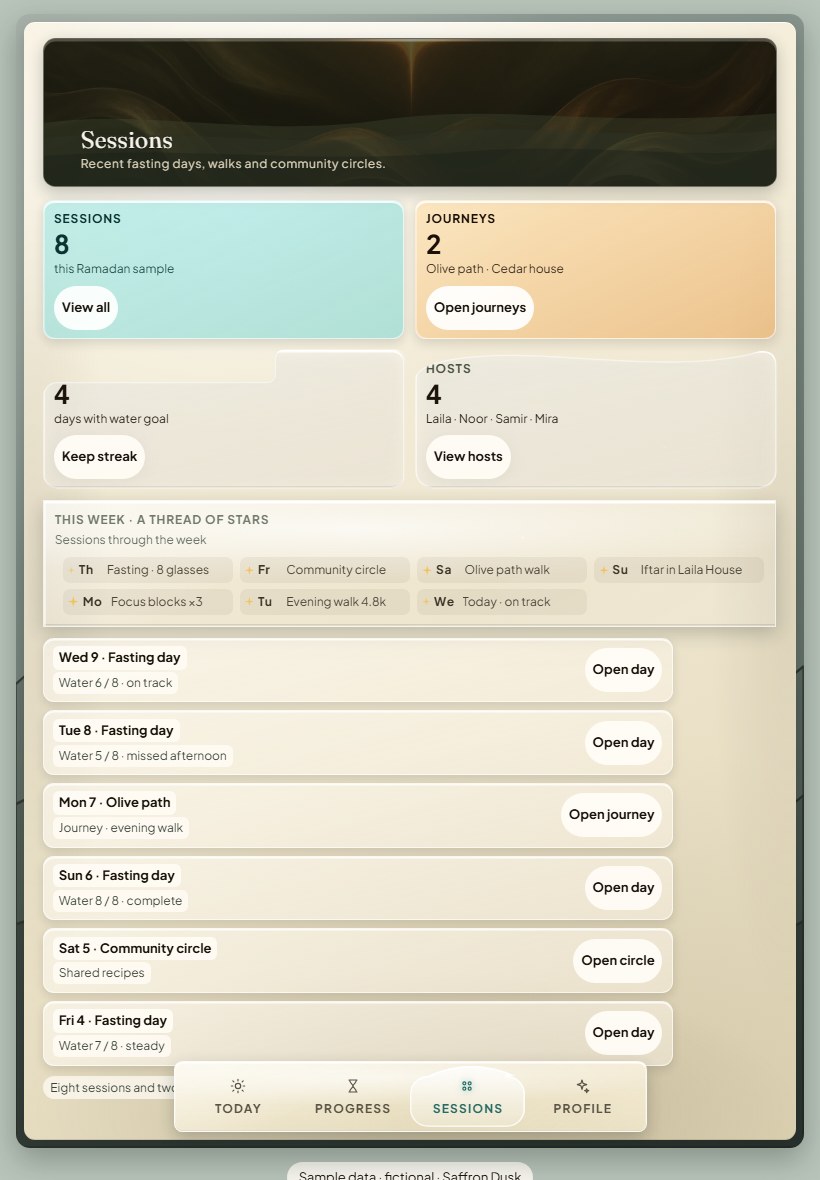 Sessions
Recent fasting days, walks and community circles.
SESSIONS
8
this Ramadan sample
View all
JOURNEYS
2
Olive path · Cedar house
Open journeys
4
days with water goal
Keep streak
HOSTS
4
Laila · Noor · Samir · Mira
View hosts
THIS WEEK · A THREAD OF STARS
Sessions through the week
Th Fasting · 8 glasses
Fr Community circle
Sa Olive path walk
Su Iftar in Laila House
Mo Focus blocks ×3
Tu Evening walk 4.8k
We Today · on track
Wed 9 · Fasting day
Water 6 / 8 · on track
Open day
Tue 8 · Fasting day
Water 5 / 8 · missed afternoon
Open day
Mon 7 · Olive path
Journey · evening walk
Open journey
Sun 6 · Fasting day
Water 8 / 8 · complete
Open day
Sat 5 · Community circle
Shared recipes
Open circle
Fri 4 · Fasting day
Water 7 / 8 · steady
Open day
Eight sessions and
TODAY
PROGRESS
SESSIONS
PROFILE
Sample data · fictional · Saffron Dusk